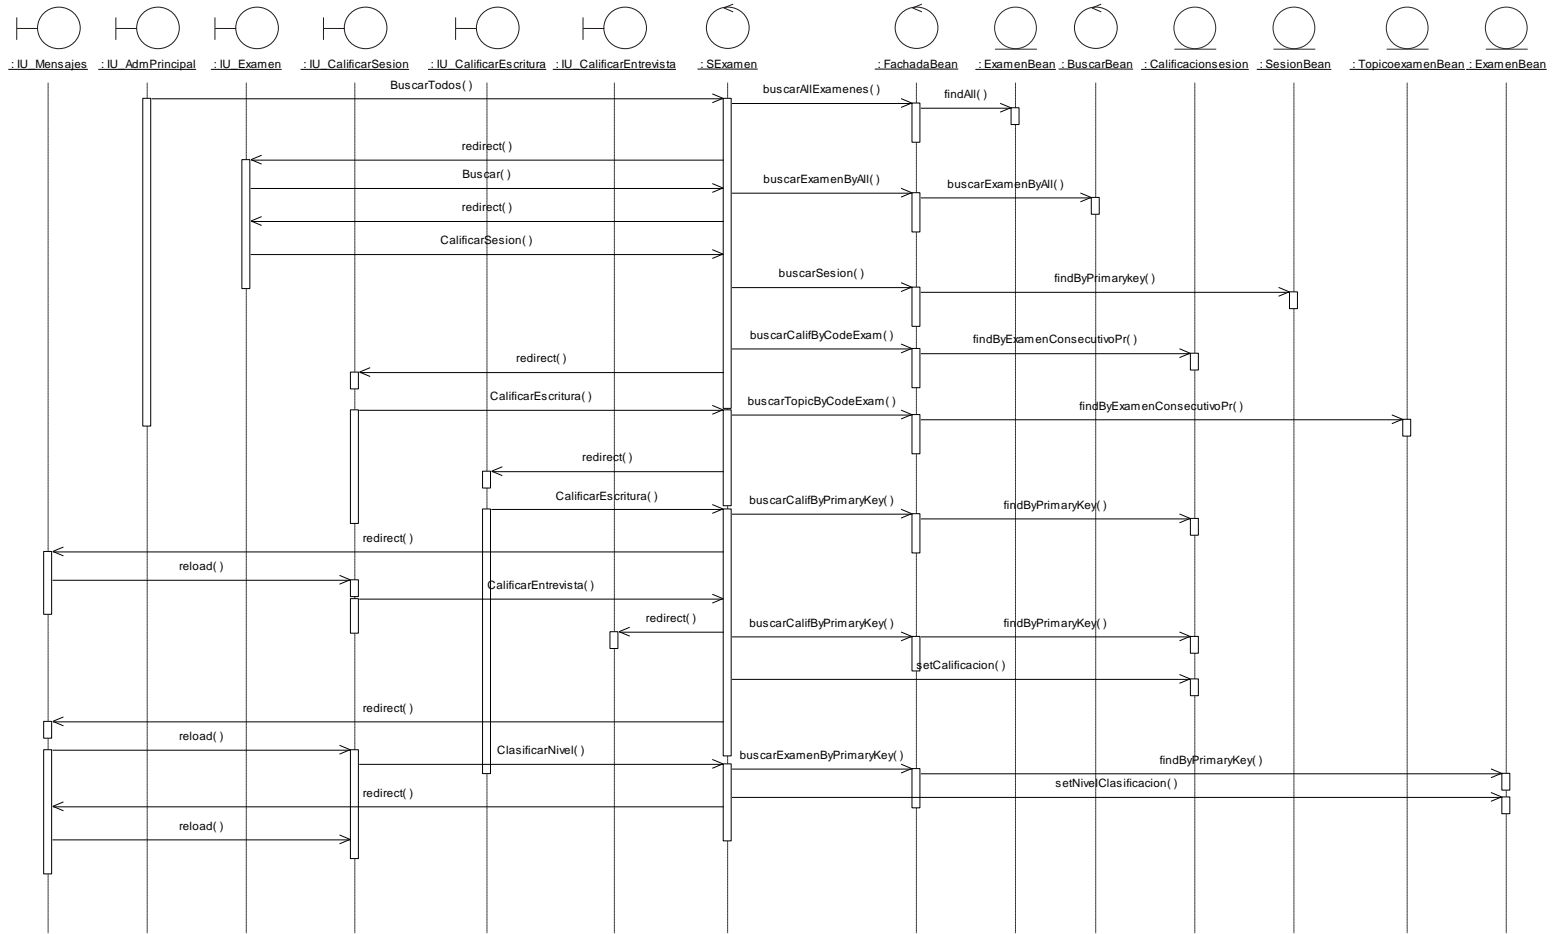 : IU_Mensajes
: IU_AdmPrincipal
: IU_Examen
: IU_CalificarSesion
: IU_CalificarEscritura
: IU_CalificarEntrevista
: SExamen
: FachadaBean
: ExamenBean
: BuscarBean
: Calificacionsesion
: SesionBean
: TopicoexamenBean
: ExamenBean
BuscarTodos( )
buscarAllExamenes( )
findAll( )
redirect( )
Buscar( )
buscarExamenByAll( )
buscarExamenByAll( )
redirect( )
CalificarSesion( )
buscarSesion( )
findByPrimarykey( )
buscarCalifByCodeExam( )
findByExamenConsecutivoPr( )
redirect( )
CalificarEscritura( )
buscarTopicByCodeExam( )
findByExamenConsecutivoPr( )
redirect( )
CalificarEscritura( )
buscarCalifByPrimaryKey( )
findByPrimaryKey( )
redirect( )
reload( )
CalificarEntrevista( )
redirect( )
buscarCalifByPrimaryKey( )
findByPrimaryKey( )
setCalificacion( )
redirect( )
reload( )
ClasificarNivel( )
buscarExamenByPrimaryKey( )
findByPrimaryKey( )
setNivelClasificacion( )
redirect( )
reload( )